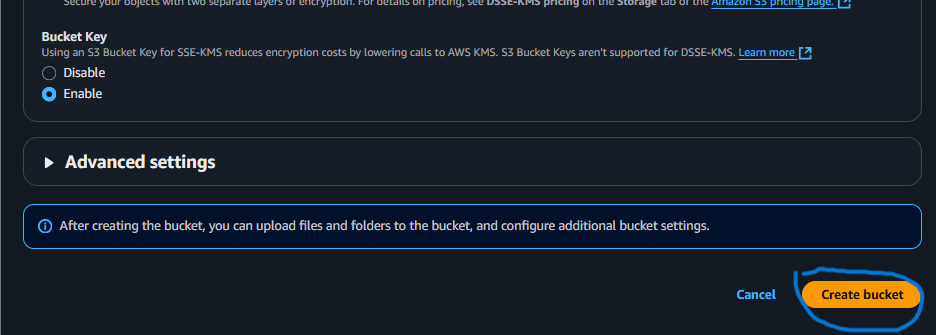 Secure your objects with two separate layers of encryption. For details on pricing, see DSSE-KMS pricing on the Storage tab of the Amazon S3 pricing page.
Bucket Key
Using an S3 Bucket Key for SSE-KMS reduces encryption costs by lowering calls to AWS KMS. S3 Bucket Keys aren't supported for DSSE-KMS. Learn more
Disable
Enable
Advanced settings
After creating the bucket, you can upload files and folders to the bucket, and configure additional bucket settings.
Cancel Create bucket